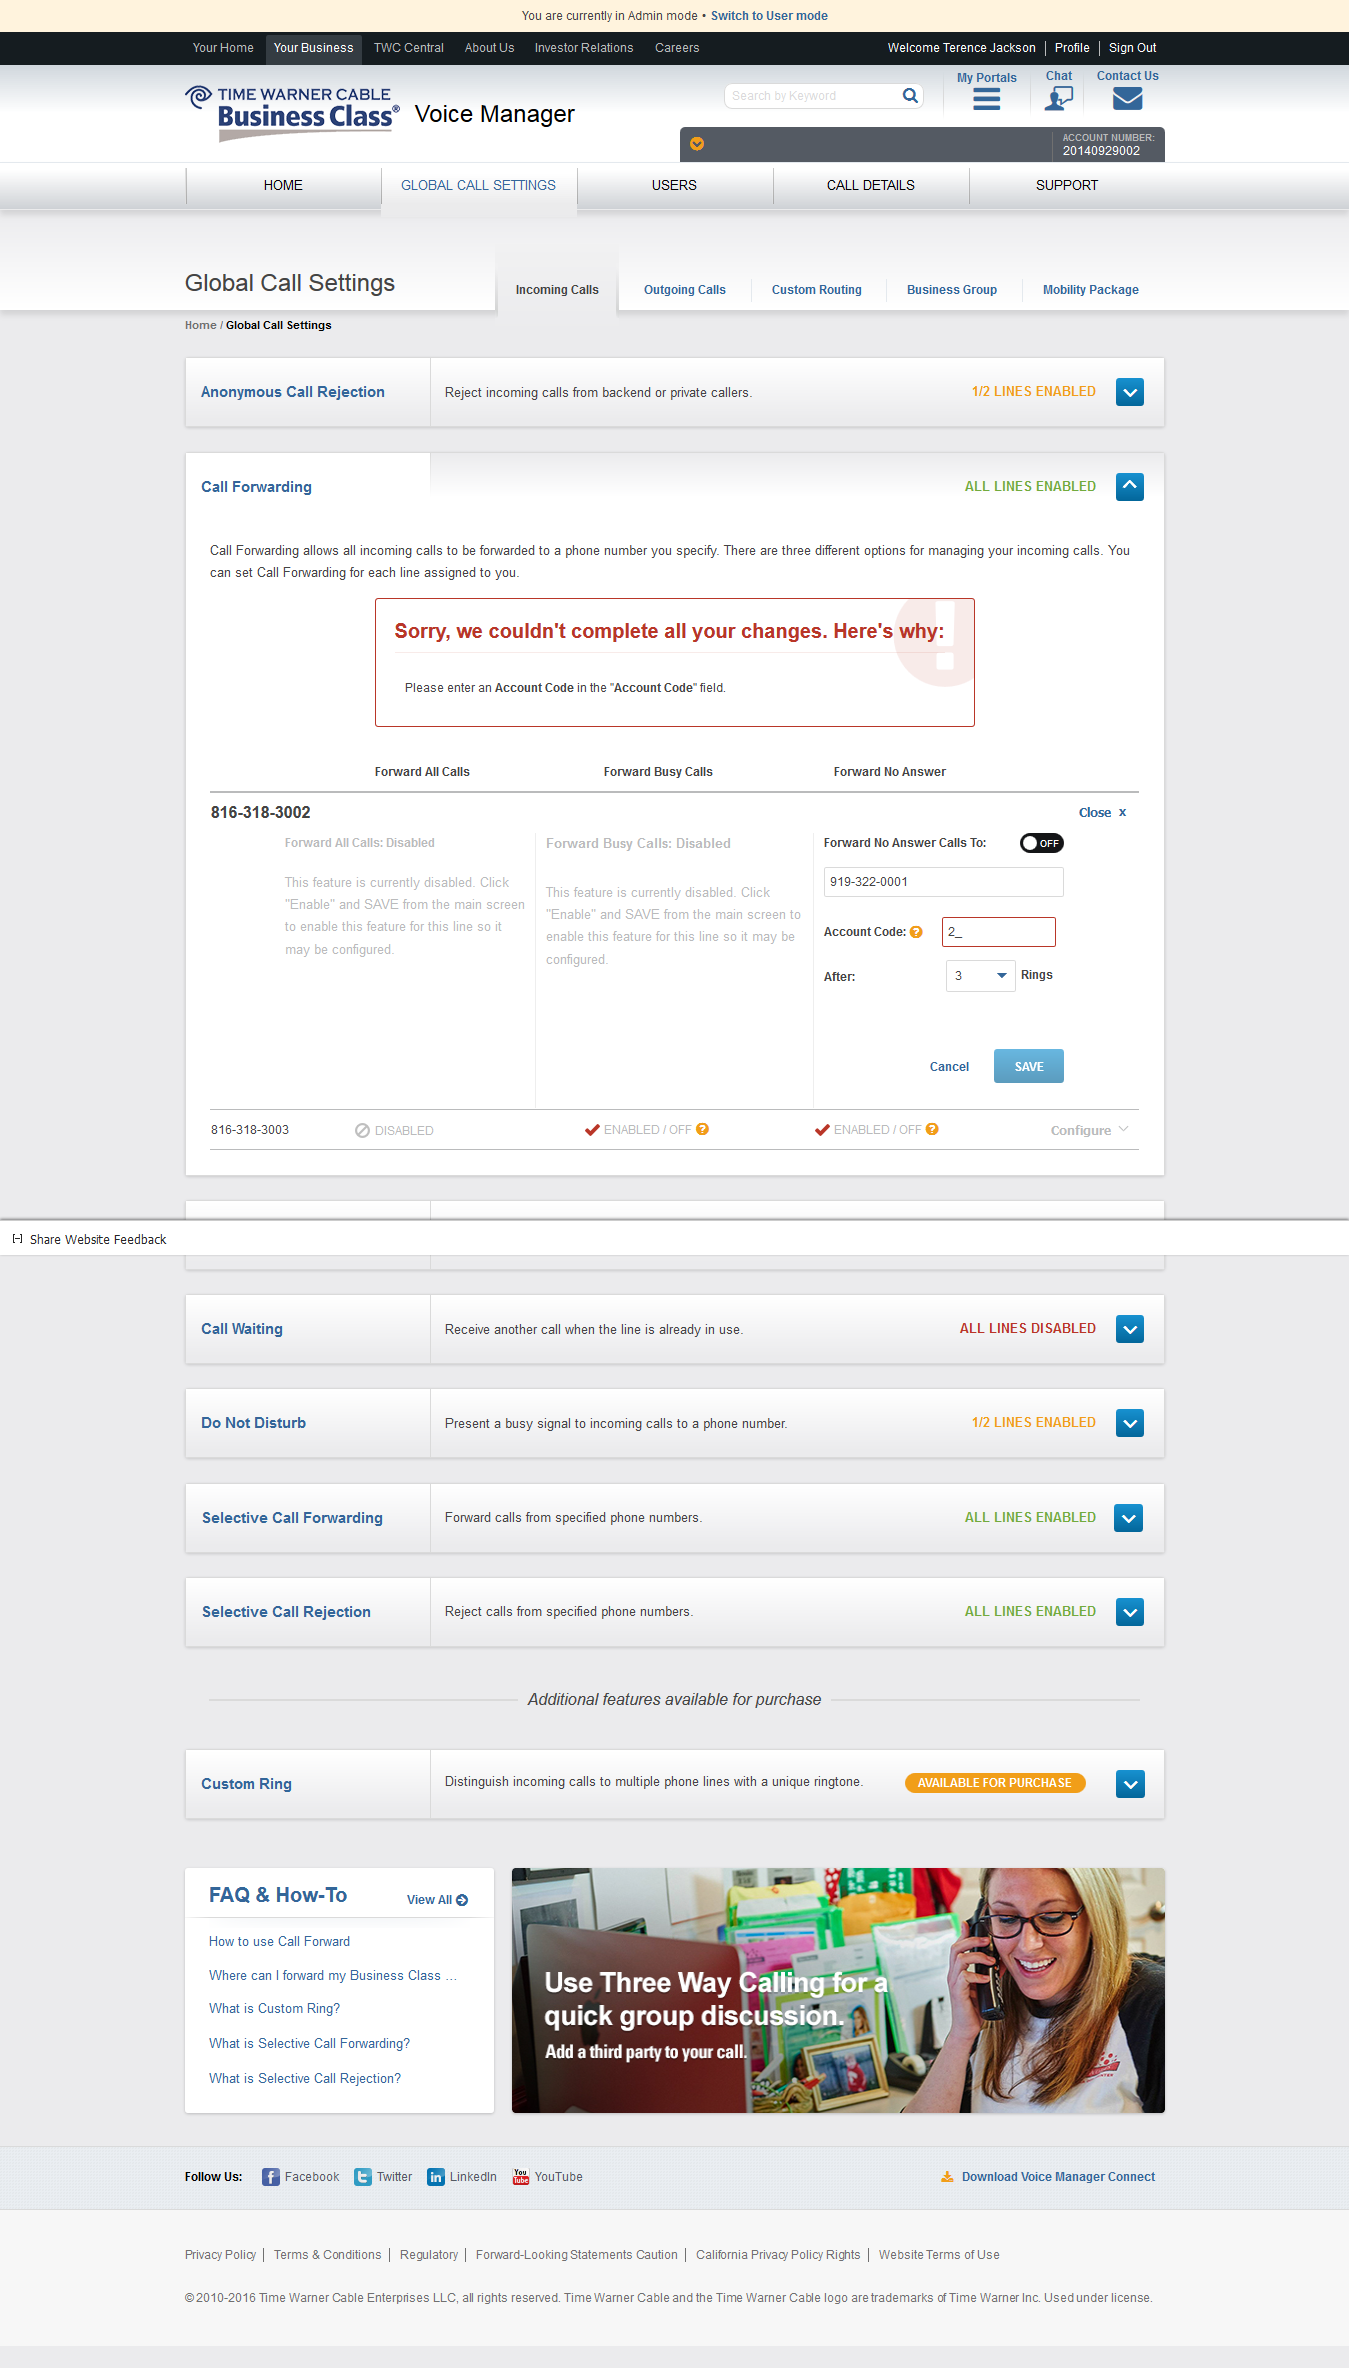 You are currently in Admin mode • Switch to User mode
Your Home Your Business TWC Central About Us Investor Relations Careers Welcome Terence Jackson Profile Sign Out
TIME WARNER CABLE
Business Class®
Voice Manager
Search by Keyword
My Portals
Chat
Contact Us
ACCOUNT NUMBER:
20140929002
HOME GLOBAL CALL SETTINGS USERS CALL DETAILS SUPPORT
Global Call Settings
Incoming Calls Outgoing Calls Custom Routing Business Group Mobility Package
Home / Global Call Settings
Anonymous Call Rejection Reject incoming calls from backend or private callers. 1/2 LINES ENABLED
Call Forwarding ALL LINES ENABLED
Call Forwarding allows all incoming calls to be forwarded to a phone number you specify. There are three different options for managing your incoming calls. You
can set Call Forwarding for each line assigned to you.
Sorry, we couldn't complete all your changes. Here's why:
Please enter an Account Code in the "Account Code" field.
Forward All Calls Forward Busy Calls Forward No Answer
816-318-3002 Close x
Forward All Calls: Disabled
This feature is currently disabled. Click
"Enable" and SAVE from the main screen
to enable this feature for this line so it
may be configured.
Forward Busy Calls: Disabled
This feature is currently disabled. Click
"Enable" and SAVE from the main screen to
enable this feature for this line so it may be
configured.
Forward No Answer Calls To: OFF
919-322-0001
Account Code: ? 2_
After: 3 Rings
Cancel SAVE
816-318-3003 DISABLED ENABLED / OFF ? ENABLED / OFF ? Configure
[-] Share Website Feedback
Call Waiting Receive another call when the line is already in use. ALL LINES DISABLED
Do Not Disturb Present a busy signal to incoming calls to a phone number. 1/2 LINES ENABLED
Selective Call Forwarding Forward calls from specified phone numbers. ALL LINES ENABLED
Selective Call Rejection Reject calls from specified phone numbers. ALL LINES ENABLED
Additional features available for purchase
Custom Ring Distinguish incoming calls to multiple phone lines with a unique ringtone. AVAILABLE FOR PURCHASE
FAQ & How-To View All
How to use Call Forward
Where can I forward my Business Class ...
What is Custom Ring?
What is Selective Call Forwarding?
What is Selective Call Rejection?
Use Three Way Calling for a
quick group discussion.
Add a third party to your call.
Follow Us: Facebook Twitter LinkedIn YouTube Download Voice Manager Connect
Privacy Policy Terms & Conditions Regulatory Forward-Looking Statements Caution California Privacy Policy Rights Website Terms of Use
© 2010-2016 Time Warner Cable Enterprises LLC, all rights reserved. Time Warner Cable and the Time Warner Cable logo are trademarks of Time Warner Inc. Used under license.